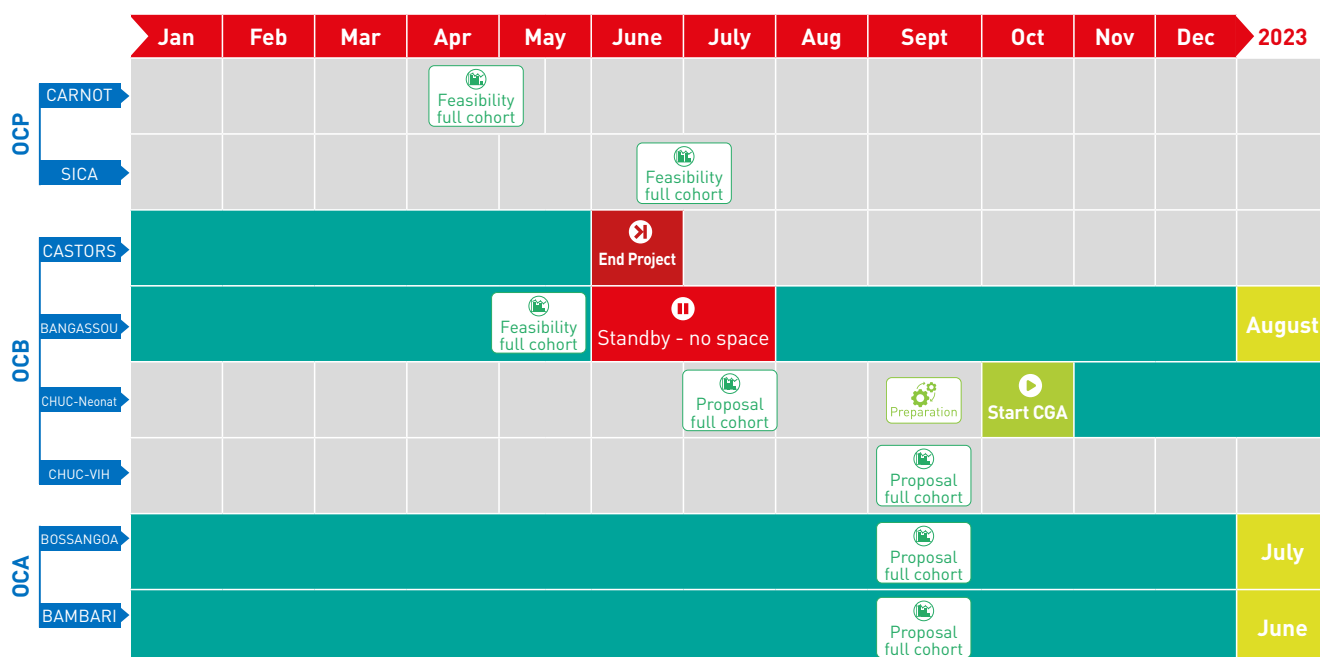 Jan Feb Mar Apr May June July Aug Sept Oct Nov Dec 2023
OCP
CARNOT
Feasibility
full cohort
SICA
Feasibility
full cohort
OCB
CASTORS
End Project
BANGASSOU
Feasibility
full cohort
Standby - no space
August
CHUC-Neonat
Proposal
full cohort
Preparation
Start CGA
CHUC-VIH
Proposal
full cohort
OCA
BOSSANGOA
Proposal
full cohort
July
BAMBARI
Proposal
full cohort
June